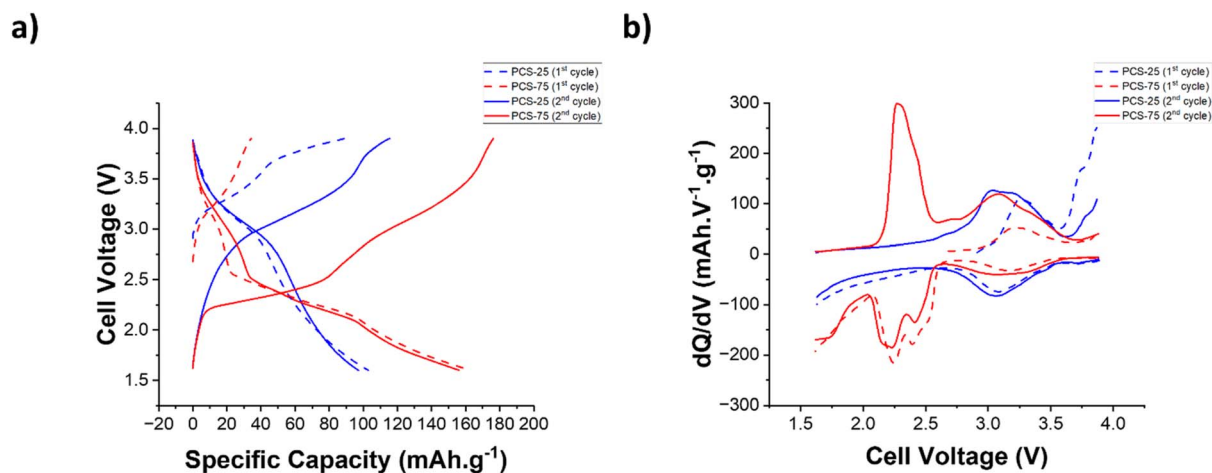 a)
PCS-25 (1st cycle)
PCS-75 (1st cycle)
PCS-25 (2nd cycle)
PCS-75 (2nd cycle)
4.0
3.5
3.0
2.5
2.0
1.5
Cell Voltage (V)
−20 0 20 40 60 80 100 120 140 160 180 200
Specific Capacity (mAh.g⁻¹)
b)
PCS-25 (1st cycle)
PCS-75 (1st cycle)
PCS-25 (2nd cycle)
PCS-75 (2nd cycle)
300
200
100
0
−100
−200
−300
dQ/dV (mAh.V⁻¹.g⁻¹)
1.5 2.0 2.5 3.0 3.5 4.0
Cell Voltage (V)